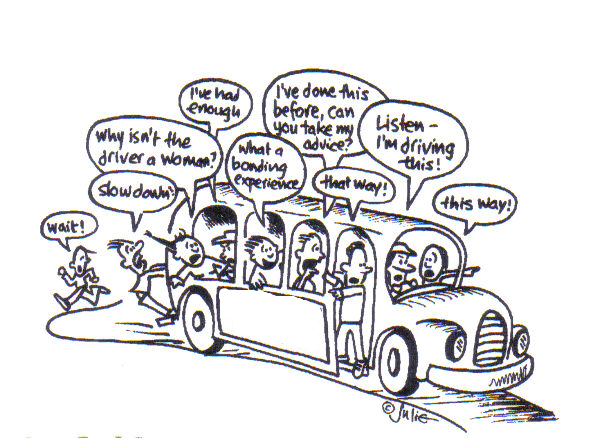 I've had
enough
I've done this
before, can
you take my
advice?
Listen -
I'm driving
this!
Why isn't the
driver a woman?
what a
bonding
experience
that way!
slow down!
this way!
wait!
© Julie